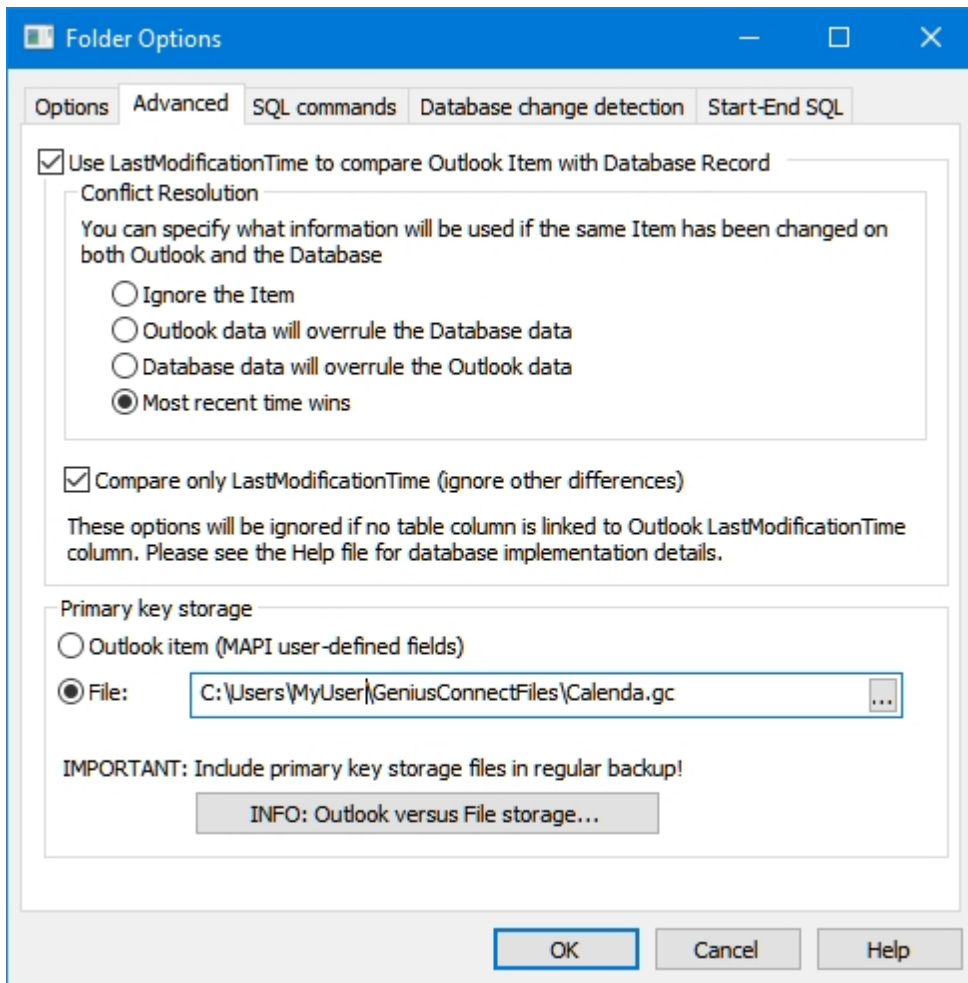 Folder Options
Options Advanced SQL commands Database change detection Start-End SQL
Use LastModificationTime to compare Outlook Item with Database Record
Conflict Resolution
You can specify what information will be used if the same Item has been changed on
both Outlook and the Database
Ignore the Item
Outlook data will overrule the Database data
Database data will overrule the Outlook data
Most recent time wins
Compare only LastModificationTime (ignore other differences)
These options will be ignored if no table column is linked to Outlook LastModificationTime
column. Please see the Help file for database implementation details.
Primary key storage
Outlook item (MAPI user-defined fields)
File: C:\Users\MyUser\GeniusConnectFiles\Calenda.gc ...
IMPORTANT: Include primary key storage files in regular backup!
INFO: Outlook versus File storage...
OK Cancel Help